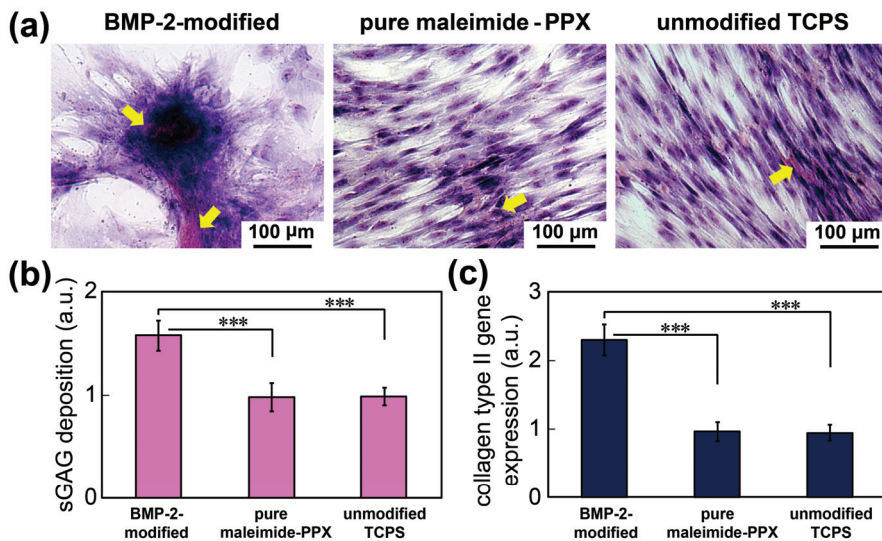 (a)
BMP-2-modified
pure maleimide-PPX
unmodified TCPS
100 µm
100 µm
100 µm
(b)
sGAG deposition (a.u.)
2
1
0
***
***
BMP-2-
modified
pure
maleimide-PPX
unmodified
TCPS
(c)
collagen type II gene
expression (a.u.)
2
1
0
***
***
BMP-2-
modified
pure
maleimide-PPX
unmodified
TCPS